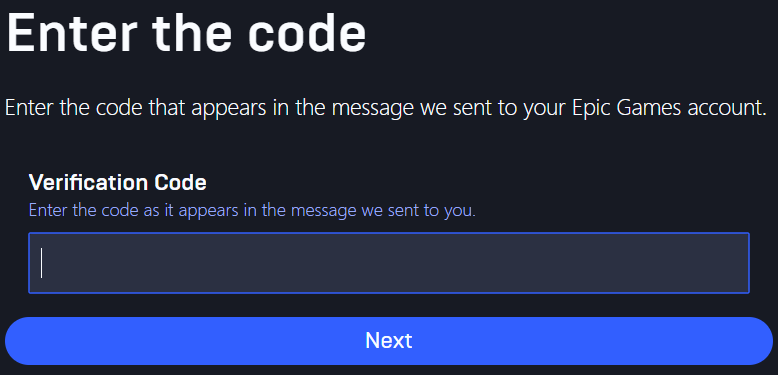 Enter the code
Enter the code that appears in the message we sent to your Epic Games account.
Verification Code
Enter the code as it appears in the message we sent to you.
Next